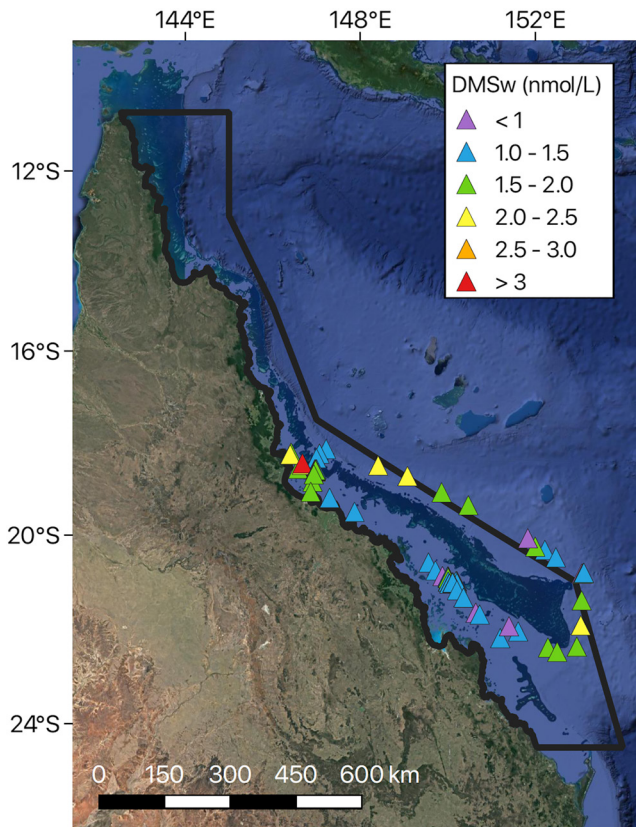 144°E 148°E 152°E
DMSw (nmol/L)
< 1
1.0 - 1.5
1.5 - 2.0
2.0 - 2.5
2.5 - 3.0
> 3
12°S
16°S
20°S
24°S
0 150 300 450 600 km